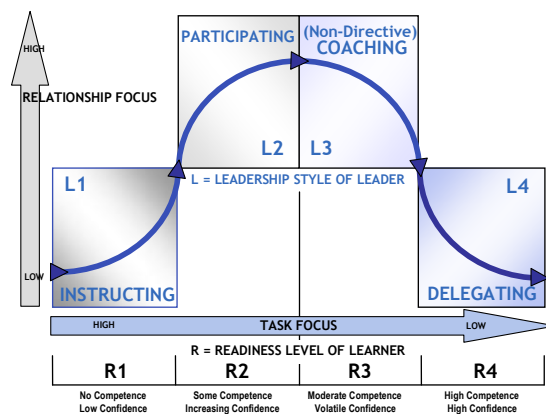 PARTICIPATING
(Non-Directive)
COACHING
HIGH
RELATIONSHIP FOCUS
L2
L3
L1
L = LEADERSHIP STYLE OF LEADER
L4
LOW
INSTRUCTING
DELEGATING
HIGH
TASK FOCUS
LOW
R = READINESS LEVEL OF LEARNER
R1
R2
R3
R4
No Competence
Low Confidence
Some Competence
Increasing Confidence
Moderate Competence
Volatile Confidence
High Competence
High Confidence